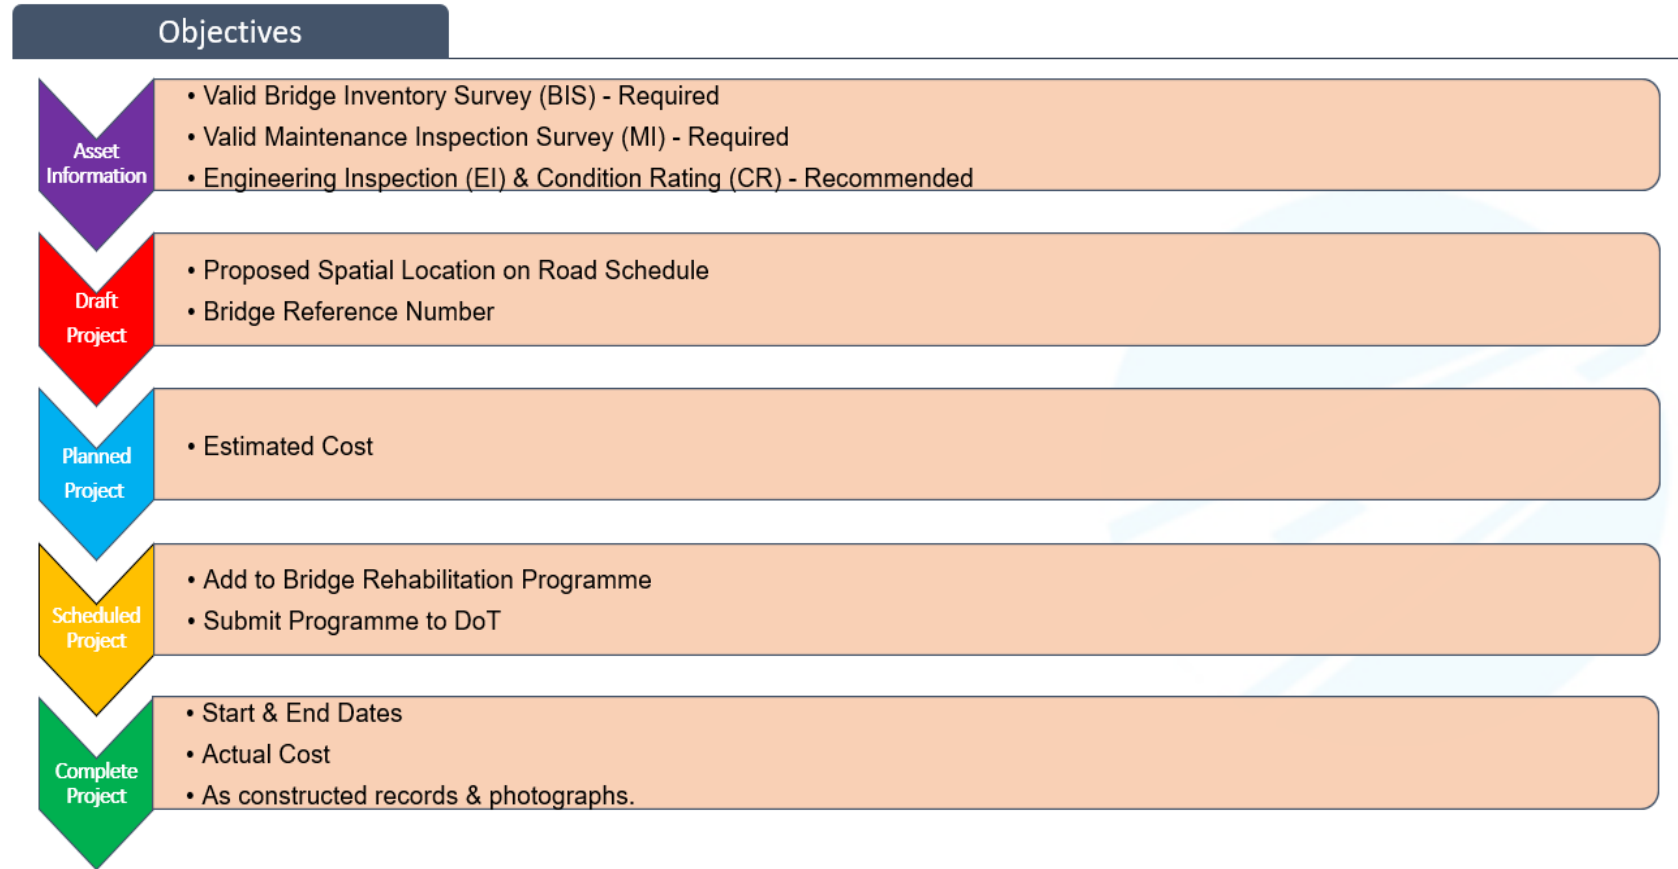 Objectives
Asset
Information
• Valid Bridge Inventory Survey (BIS) - Required
• Valid Maintenance Inspection Survey (MI) - Required
• Engineering Inspection (EI) & Condition Rating (CR) - Recommended
Draft
Project
• Proposed Spatial Location on Road Schedule
• Bridge Reference Number
Planned
Project
• Estimated Cost
Scheduled
Project
• Add to Bridge Rehabilitation Programme
• Submit Programme to DoT
Complete
Project
• Start & End Dates
• Actual Cost
• As constructed records & photographs.